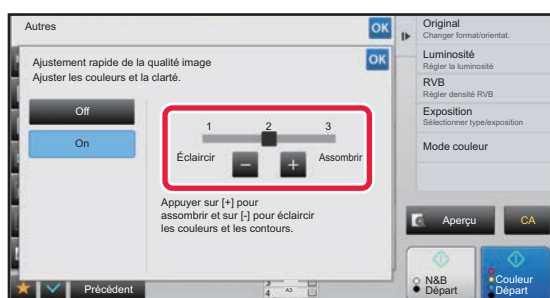 Autres
OK
Ajustement rapide de la qualité image
Ajuster les couleurs et la clarté.
OK
Off
On
1 2 3
Éclaircir - + Assombrir
Appuyer sur [+] pour
assombrir et sur [-] pour éclaircir
les couleurs et les contours.
Précédent
3
4 A3
Original
Changer format/orientat.
Luminosité
Régler la luminosité
RVB
Régler densité RVB
Exposition
Sélectionner type/exposition
Mode couleur
Aperçu
CA
N&B
Départ
Couleur
Départ